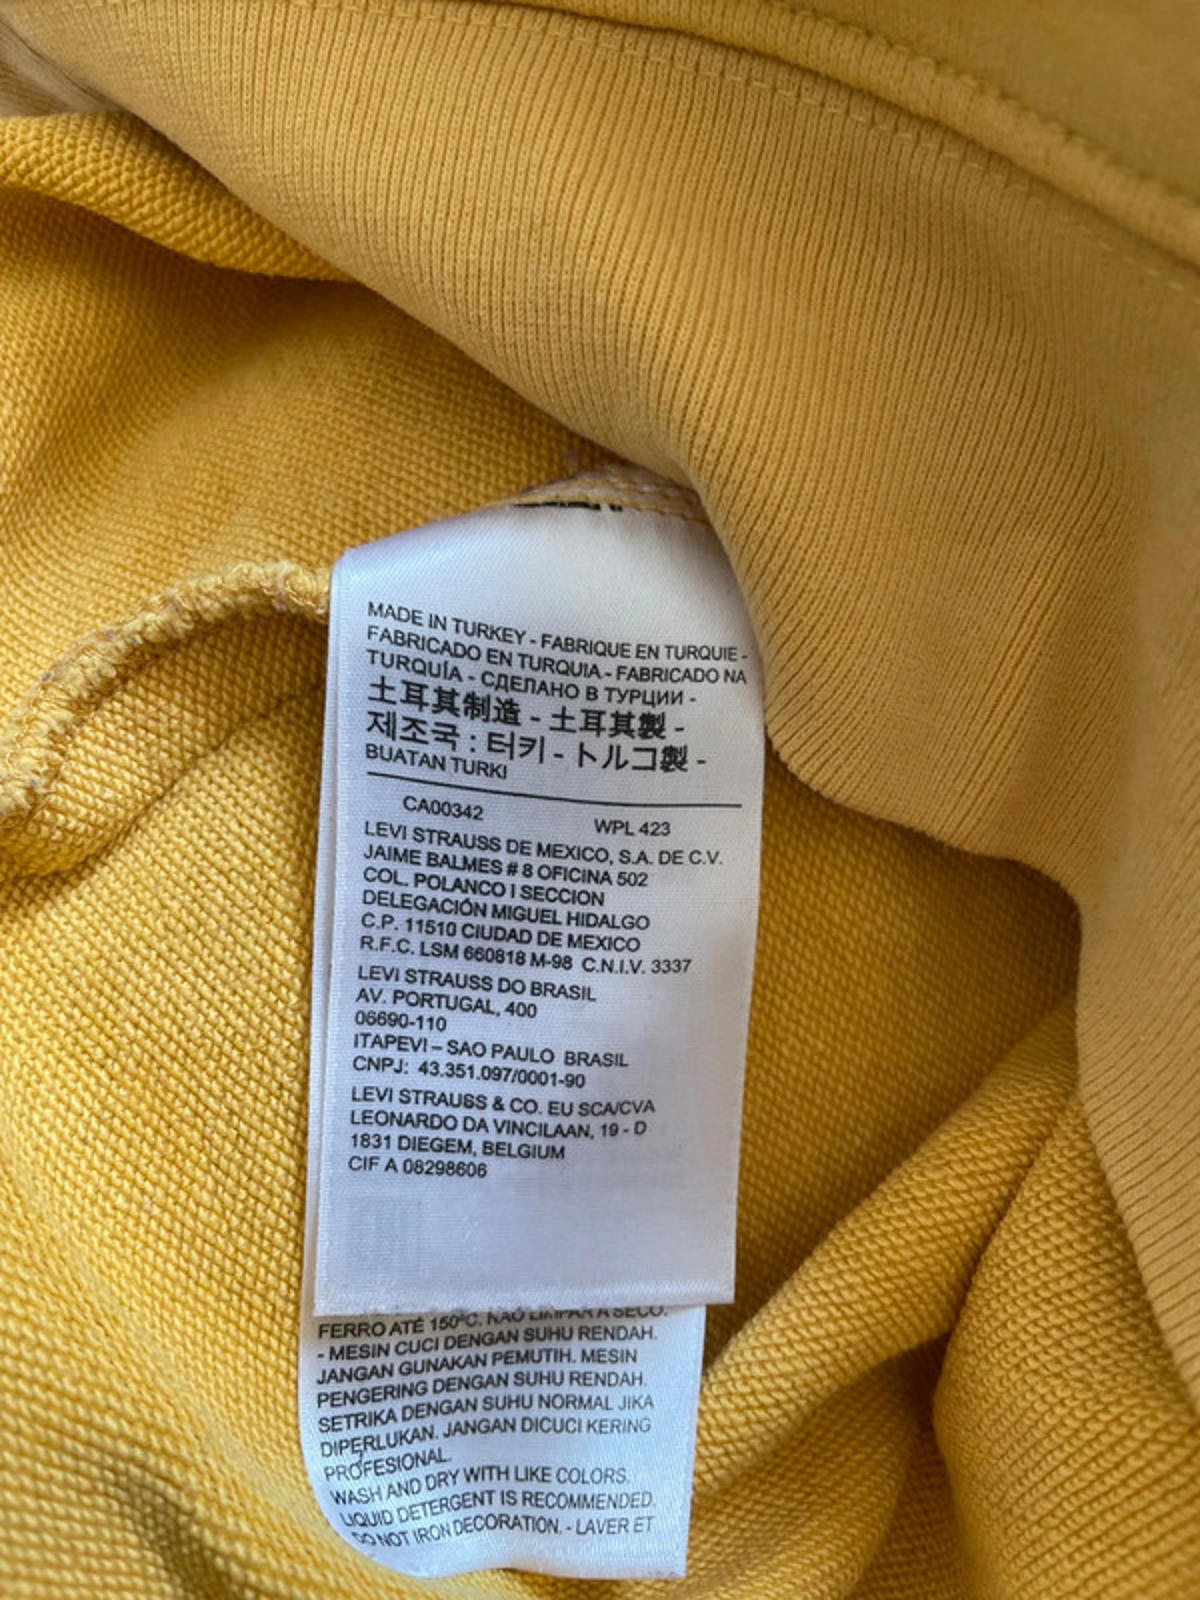 MADE IN TURKEY - FABRIQUE EN TURQUIE -
FABRICADO EN TURQUIA - FABRICADO NA
TURQUÍA - СДЕЛАНО В ТУРЦИИ -
土耳其制造 - 土耳其製 -
제조국 : 터키 - トルコ製 -
BUATAN TURKI
CA00342 WPL 423
LEVI STRAUSS DE MEXICO, S.A. DE C.V.
JAIME BALMES # 8 OFICINA 502
COL. POLANCO I SECCION
DELEGACIÓN MIGUEL HIDALGO
C.P. 11510 CIUDAD DE MEXICO
R.F.C. LSM 660818 M-98 C.N.I.V. 3337
LEVI STRAUSS DO BRASIL
AV. PORTUGAL, 400
06690-110
ITAPEVI – SAO PAULO BRASIL
CNPJ: 43.351.097/0001-90
LEVI STRAUSS & CO. EU SCA/CVA
LEONARDO DA VINCILAAN, 19 - D
1831 DIEGEM, BELGIUM
CIF A 08298606
FERRO ATÉ 150ºC. NÃO LIMPAR A SECO.
- MESIN CUCI DENGAN SUHU RENDAH.
JANGAN GUNAKAN PEMUTIH. MESIN
PENGERING DENGAN SUHU RENDAH.
SETRIKA DENGAN SUHU NORMAL JIKA
DIPERLUKAN. JANGAN DICUCI KERING
PROFESIONAL.
WASH AND DRY WITH LIKE COLORS.
LIQUID DETERGENT IS RECOMMENDED.
DO NOT IRON DECORATION. - LAVER ET